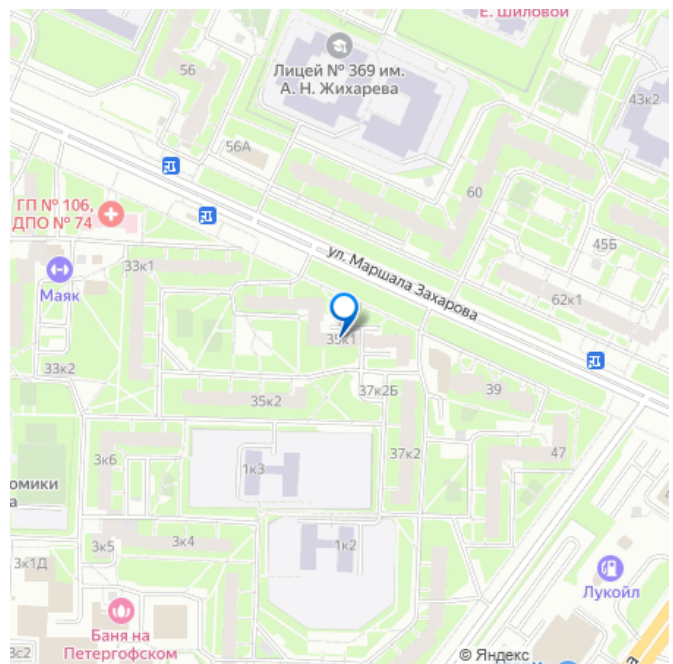 Е. ШИЛОВОЙ
56
Лицей № 369 им.
А. Н. Жихарева
43к2
56А
60
ГП № 106,
ДПО № 74
ул. Маршала Захарова
45Б
33к1
Маяк
62к1
35к1
33к2
37к2Б
39
35к2
3к6
1к3
37к2
47
омики
а
3к5
3к4
1к2
3к1Д
Лукойл
Баня на
Петергофском
3с2
© Яндекс